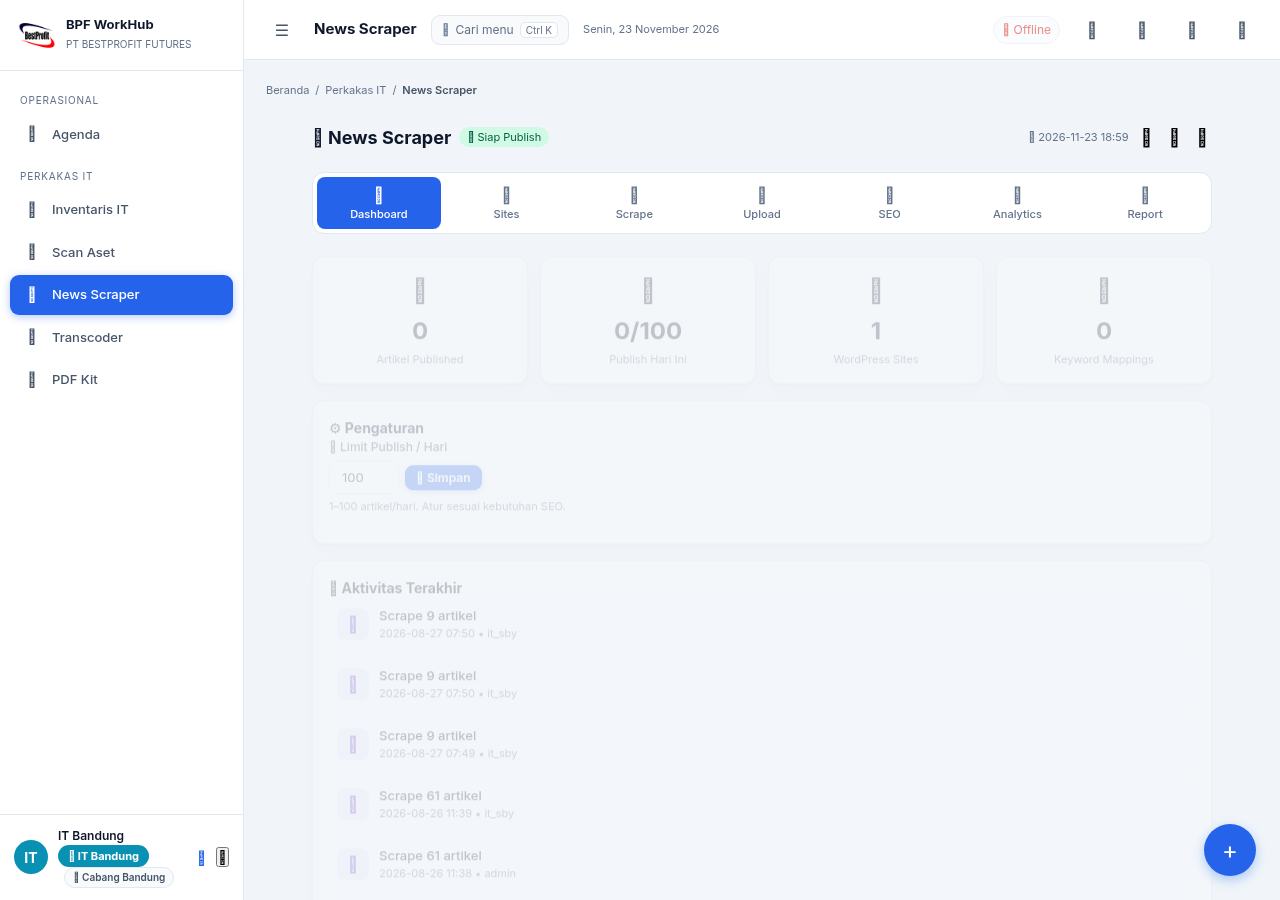 BestProfit
BPF WorkHub
PT BESTPROFIT FUTURES
OPERASIONAL
Agenda
PERKAKAS IT
Inventaris IT
Scan Aset
News Scraper
Transcoder
PDF Kit
IT
IT Bandung
IT Bandung
Cabang Bandung
☰ News Scraper Cari menu Ctrl K Senin, 23 November 2026 Offline
Beranda / Perkakas IT / News Scraper
News Scraper Siap Publish 2026-11-23 18:59
Dashboard Sites Scrape Upload SEO Analytics Report
0 0/100 1 0
Artikel Published Publish Hari Ini WordPress Sites Keyword Mappings
⚙ Pengaturan
Limit Publish / Hari
100 Simpan
1–100 artikel/hari. Atur sesuai kebutuhan SEO.
Aktivitas Terakhir
Scrape 9 artikel
2026-08-27 07:50 • it_sby
Scrape 9 artikel
2026-08-27 07:50 • it_sby
Scrape 9 artikel
2026-08-27 07:49 • it_sby
Scrape 61 artikel
2026-08-26 11:39 • it_sby
Scrape 61 artikel
2026-08-26 11:38 • admin
+